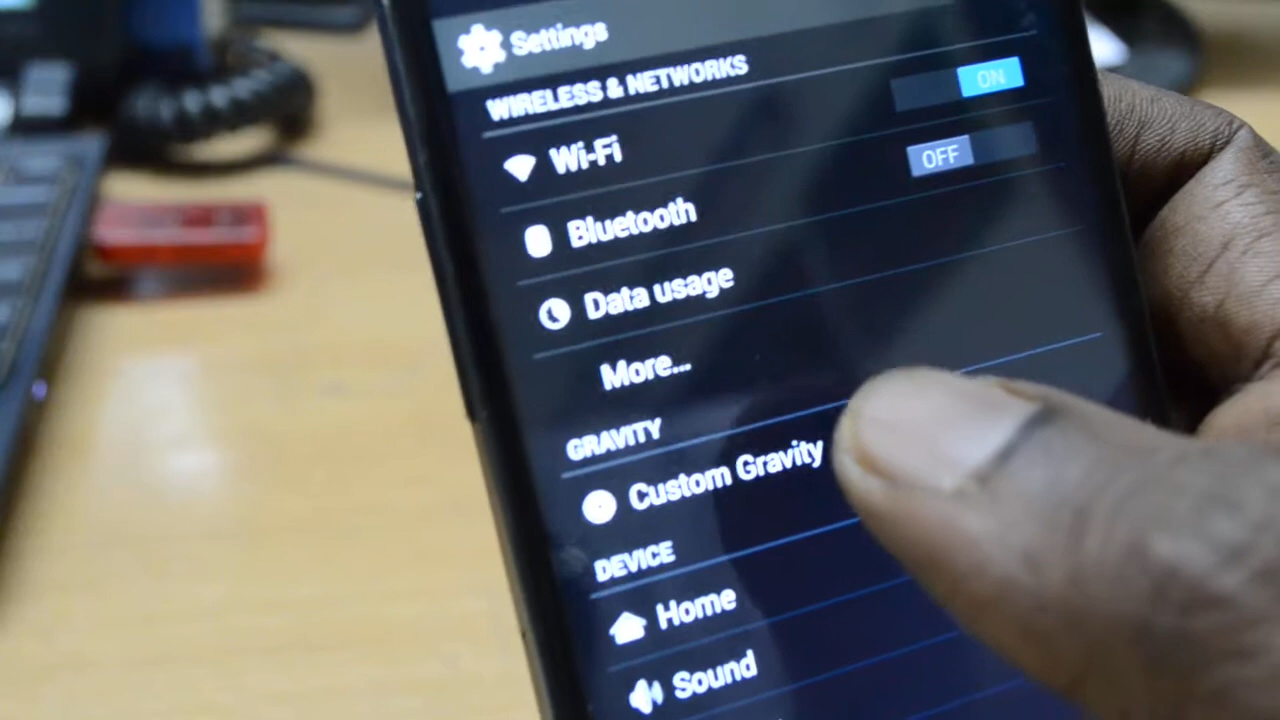 Settings
WIRELESS & NETWORKS
Wi-Fi
ON
Bluetooth
OFF
Data usage
More...
GRAVITY
Custom Gravity
DEVICE
Home
Sound